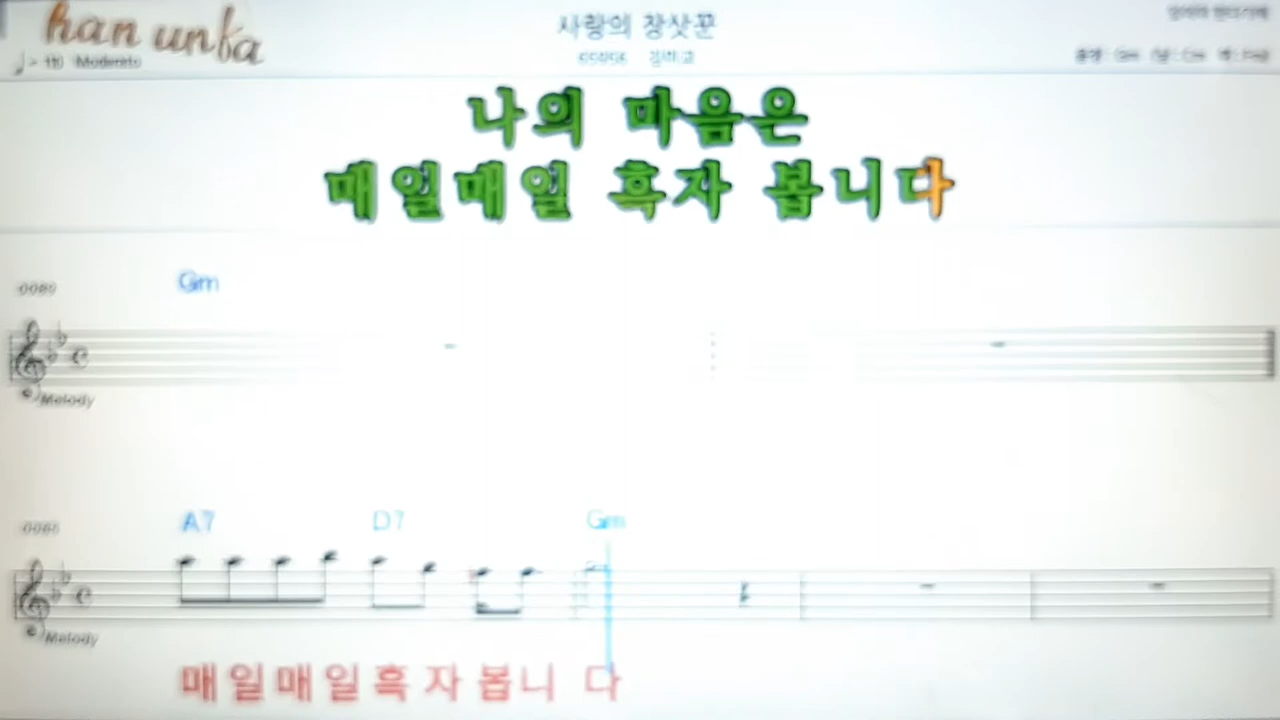 han unfa
사랑의 창살꾼
나의 마음은
매일매일 흑자 봅니다
Gm
Melody
A7 D7 Gm
Melody
매일매일흑자봅니 다